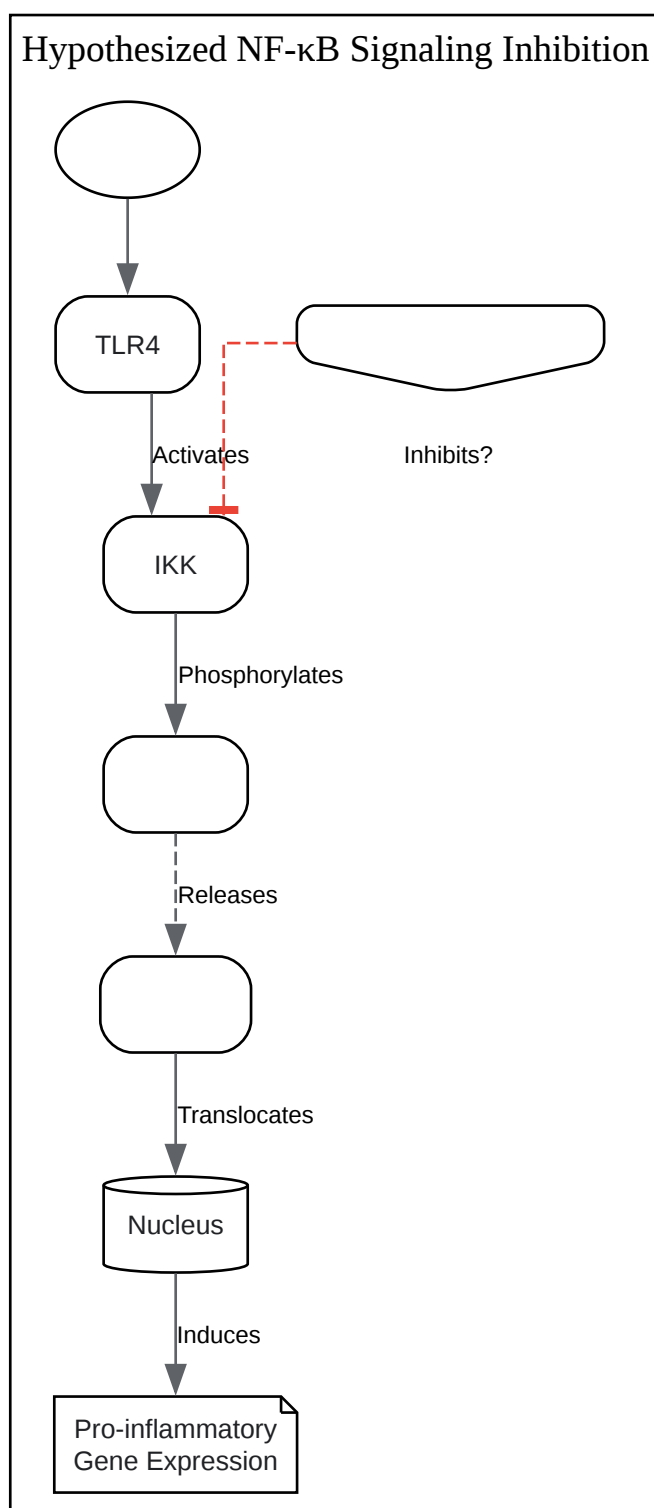 Hypothesized NF-κB Signaling Inhibition
TLR4
Activates
Inhibits?
IKK
Phosphorylates
Releases
Translocates
Nucleus
Induces
Pro-inflammatory
Gene Expression